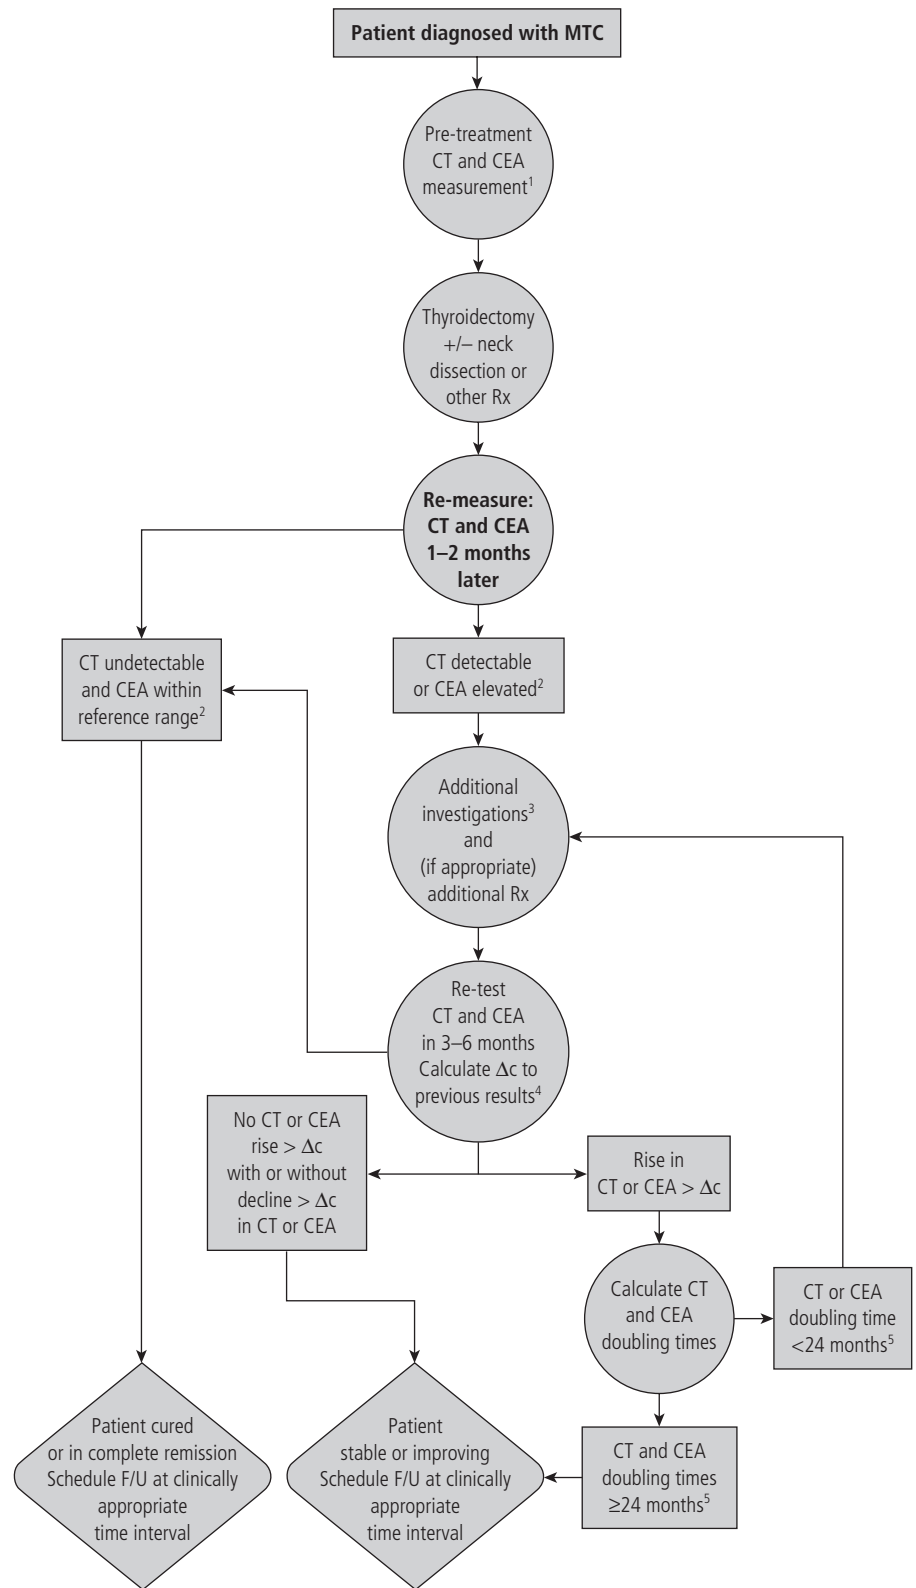 Patient diagnosed with MTC
Pre-treatment
CT and CEA
measurement¹
Thyroidectomy
+/– neck
dissection or
other Rx
Re-measure:
CT and CEA
1–2 months
later
CT undetectable
and CEA within
reference range²
CT detectable
or CEA elevated²
Additional
investigations³
and
(if appropriate)
additional Rx
Re-test
CT and CEA
in 3–6 months
Calculate Δc to
previous results⁴
No CT or CEA
rise > Δc
with or without
decline > Δc
in CT or CEA
Rise in
CT or CEA > Δc
Calculate CT
and CEA
doubling times
CT or CEA
doubling time
<24 months⁵
Patient cured
or in complete remission
Schedule F/U at clinically
appropriate
time interval
Patient
stable or improving
Schedule F/U at clinically
appropriate
time interval
CT and CEA
doubling times
≥24 months⁵